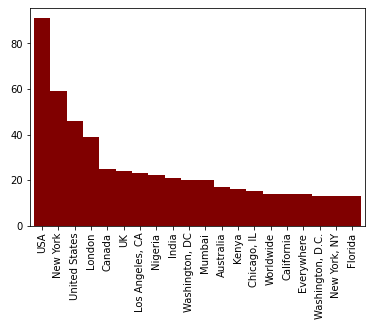 80
60
40
20
0
USA
New York
United States
London
Canada
UK
Los Angeles, CA
Nigeria
India
Washington, DC
Mumbai
Australia
Kenya
Chicago, IL
Worldwide
California
Everywhere
Washington, D.C.
New York, NY
Florida